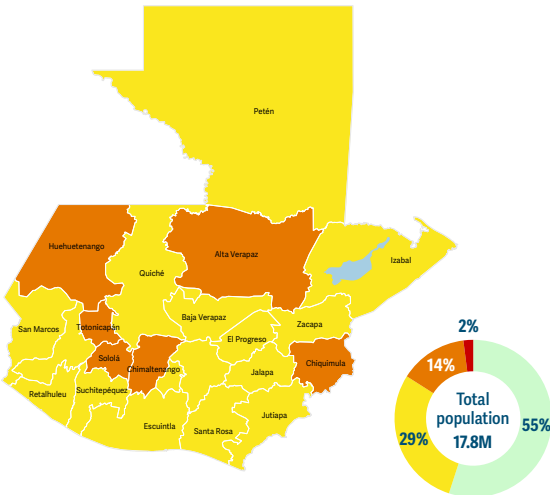 Petén
Huehuetenango
Alta Verapaz
Izabal
Quiché
Baja Verapaz
San Marcos
Totonicapán
Zacapa
El Progreso
Sololá
Chimaltenango
Chiquimula
Jalapa
Retalhuleu
Suchitepéquez
Jutiapa
Escuintla
Santa Rosa
2%
14%
Total
population
17.8M
55%
29%